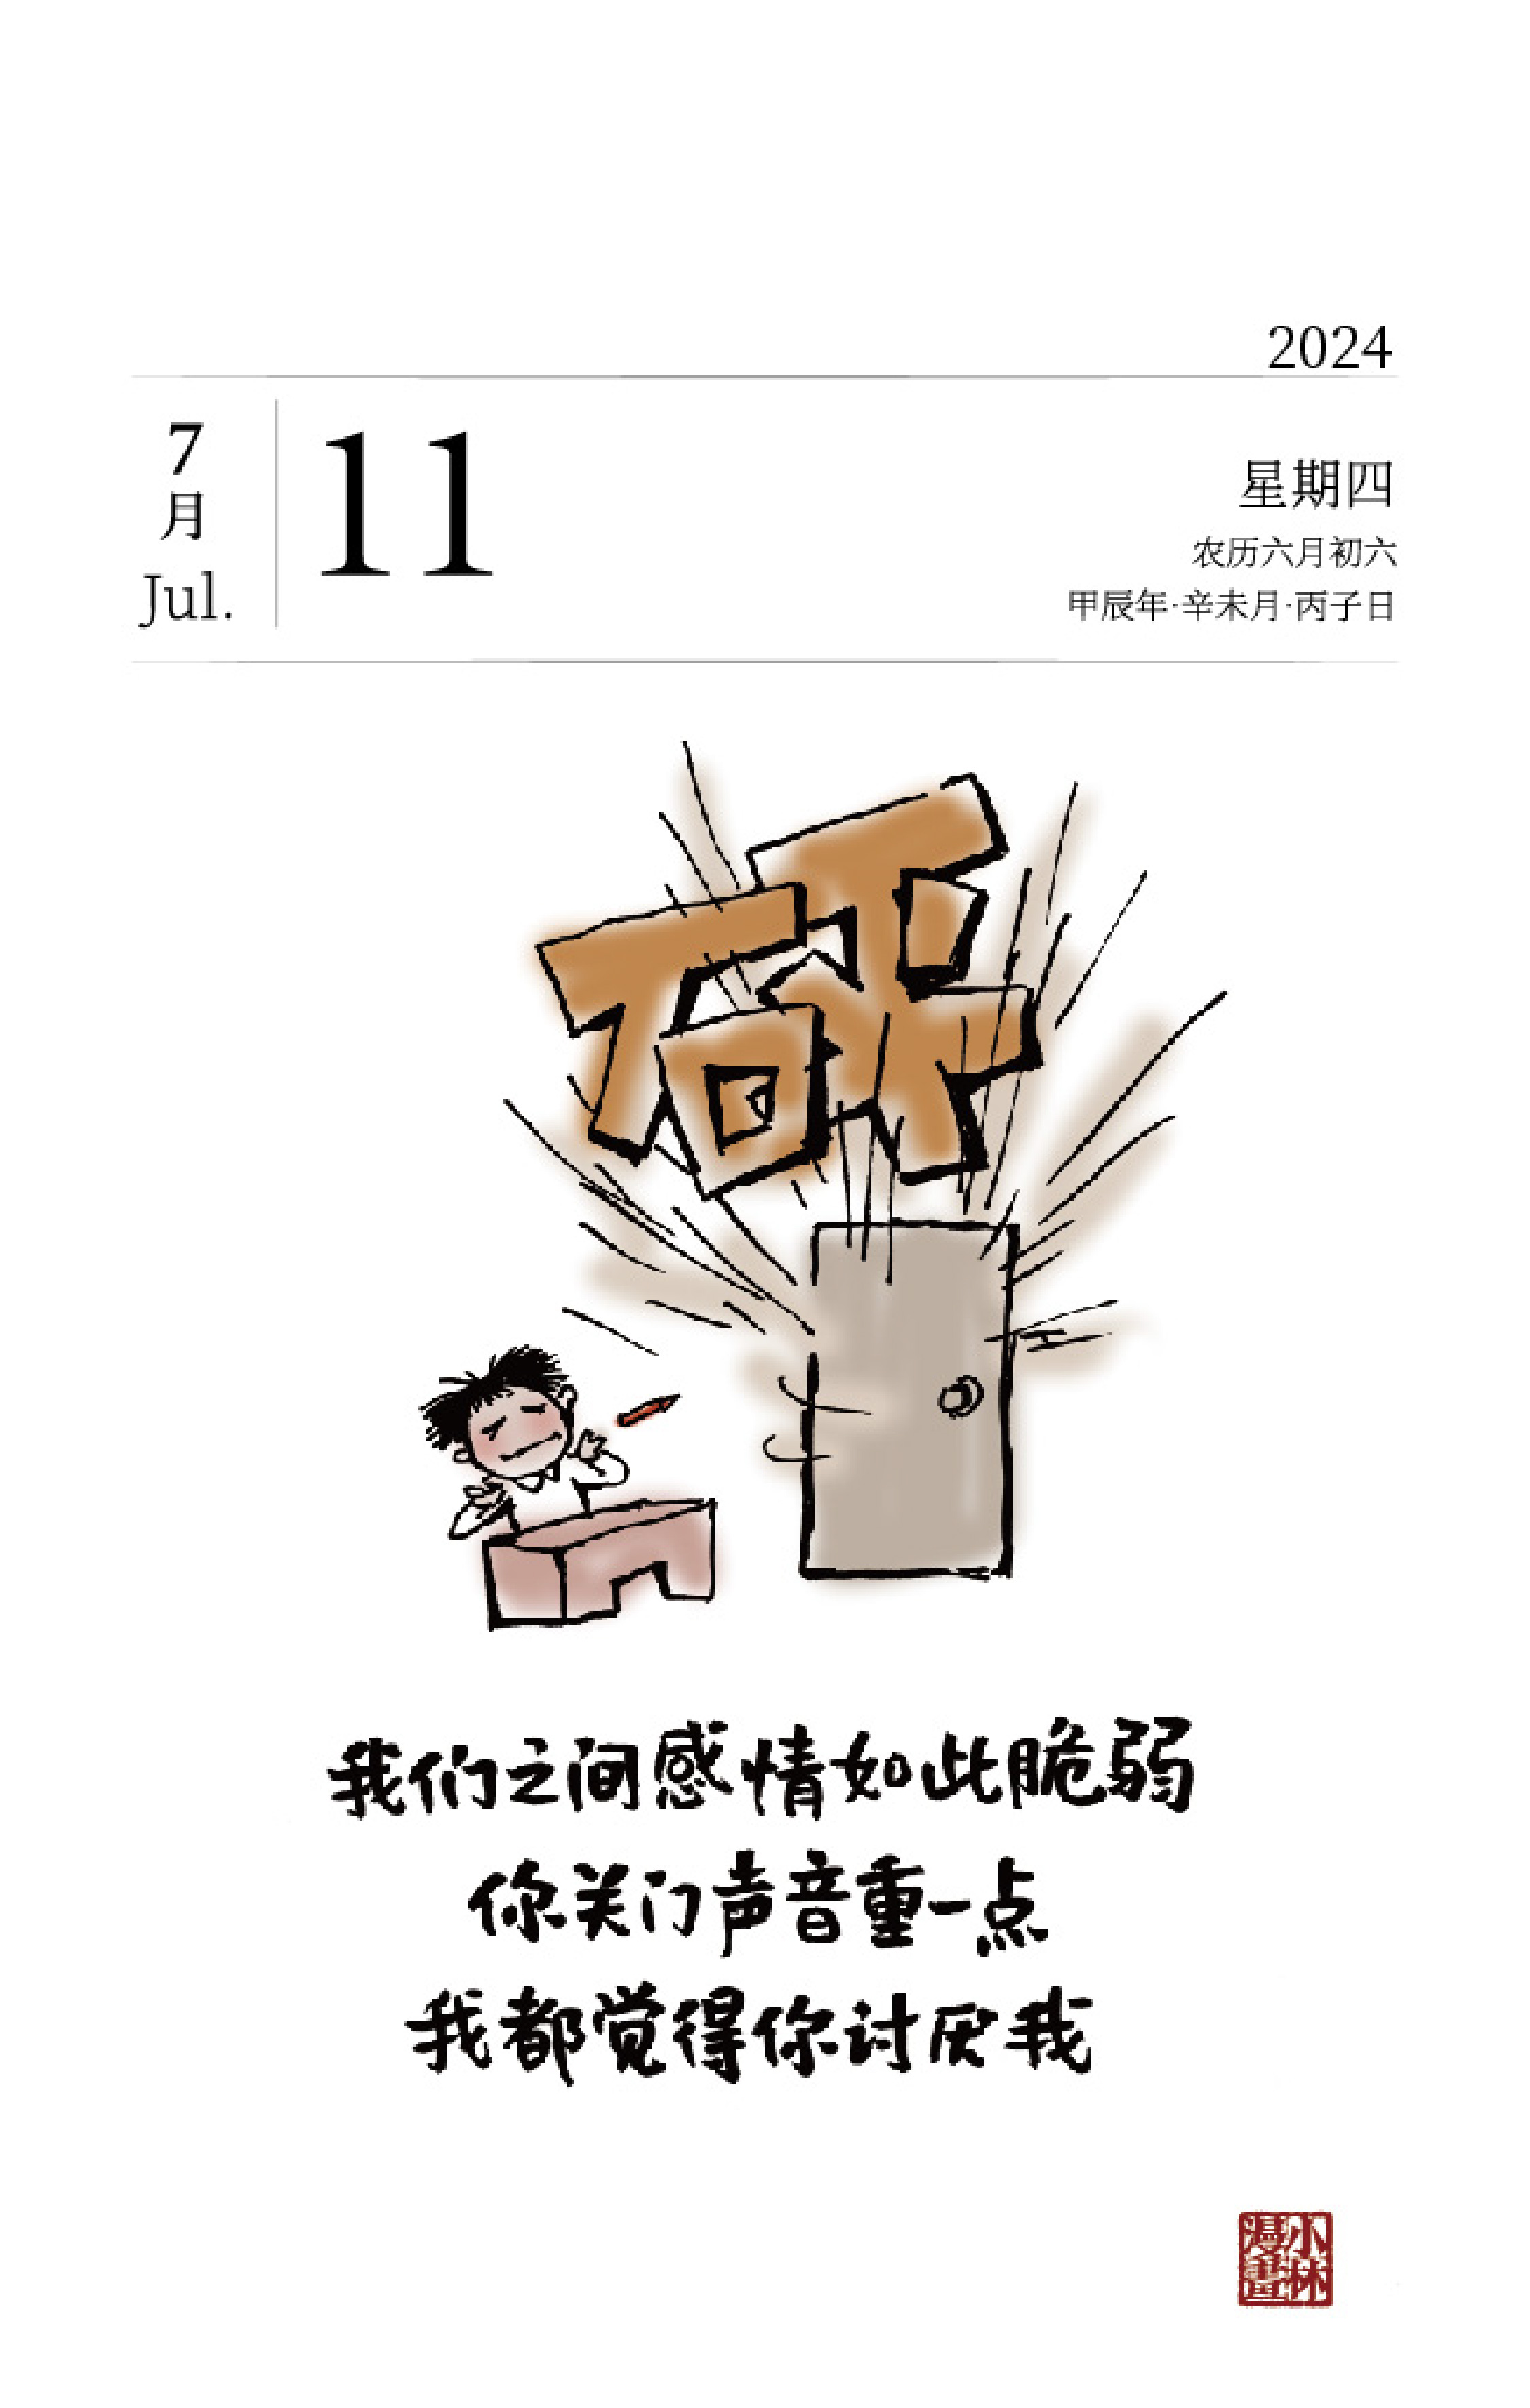 2024
7
月
Jul.
11
星期四
农历六月初六
甲辰年·辛未月·丙子日
砰
我们之间感情如此脆弱
你关门声音重一点
我都觉得你讨厌我
小林
漫畫